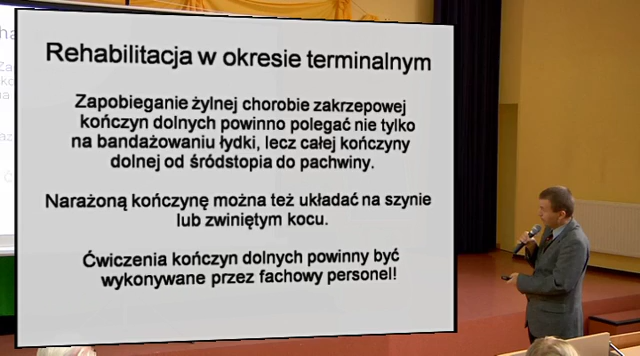 Rehabilitacja w okresie terminalnym
Zapobieganie żylnej chorobie zakrzepowej
kończyn dolnych powinno polegać nie tylko
na bandażowaniu łydki, lecz całej kończyny
dolnej od śródstopia do pachwiny.
Narażoną kończynę można też układać na szynie
lub zwiniętym kocu.
Ćwiczenia kończyn dolnych powinny być
wykonywane przez fachowy personel!